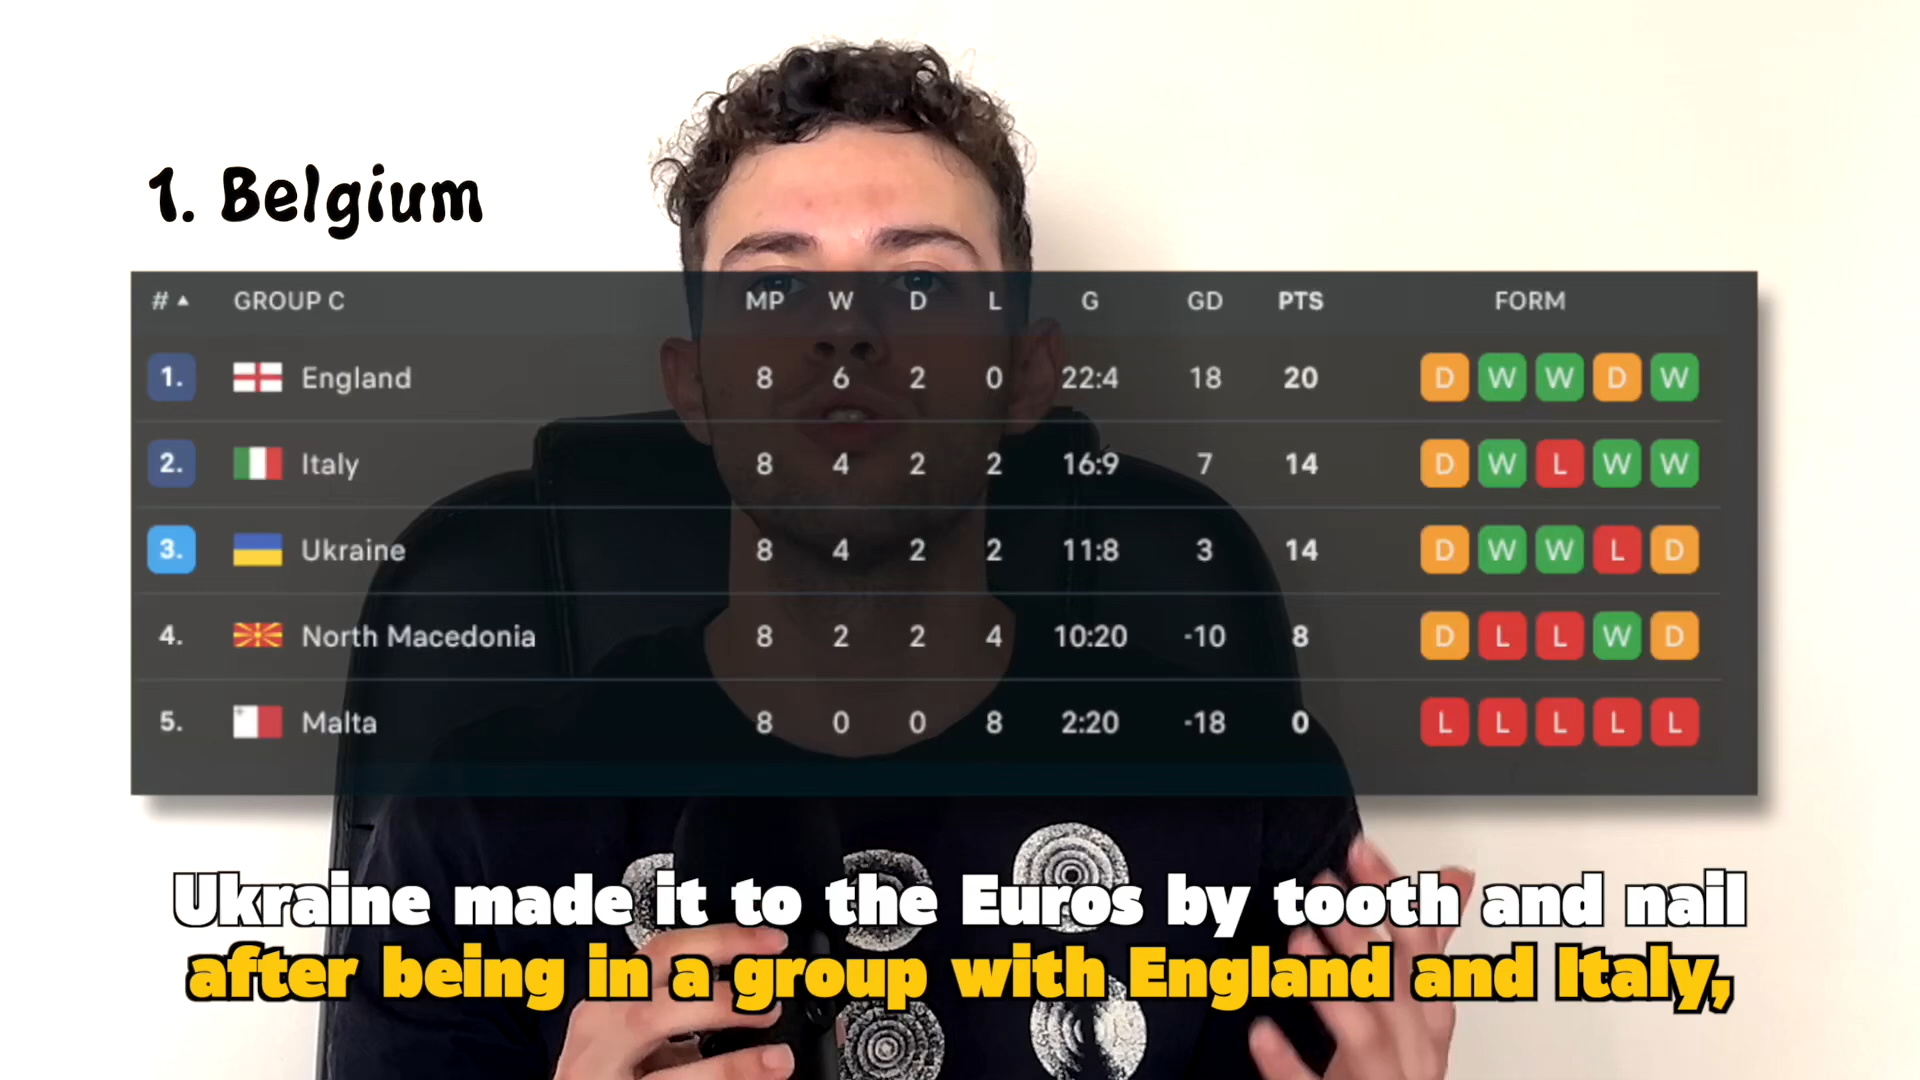 1. Belgium
# ▲ GROUP C MP W D L G GD PTS FORM
1. England 8 6 2 0 22:4 18 20 D W W D W
2. Italy 8 4 2 2 16:9 7 14 D W L W W
3. Ukraine 8 4 2 2 11:8 3 14 D W W L D
4. North Macedonia 8 2 2 4 10:20 -10 8 D L L W D
5. Malta 8 0 0 8 2:20 -18 0 L L L L L
Ukraine made it to the Euros by tooth and nail
after being in a group with England and Italy,